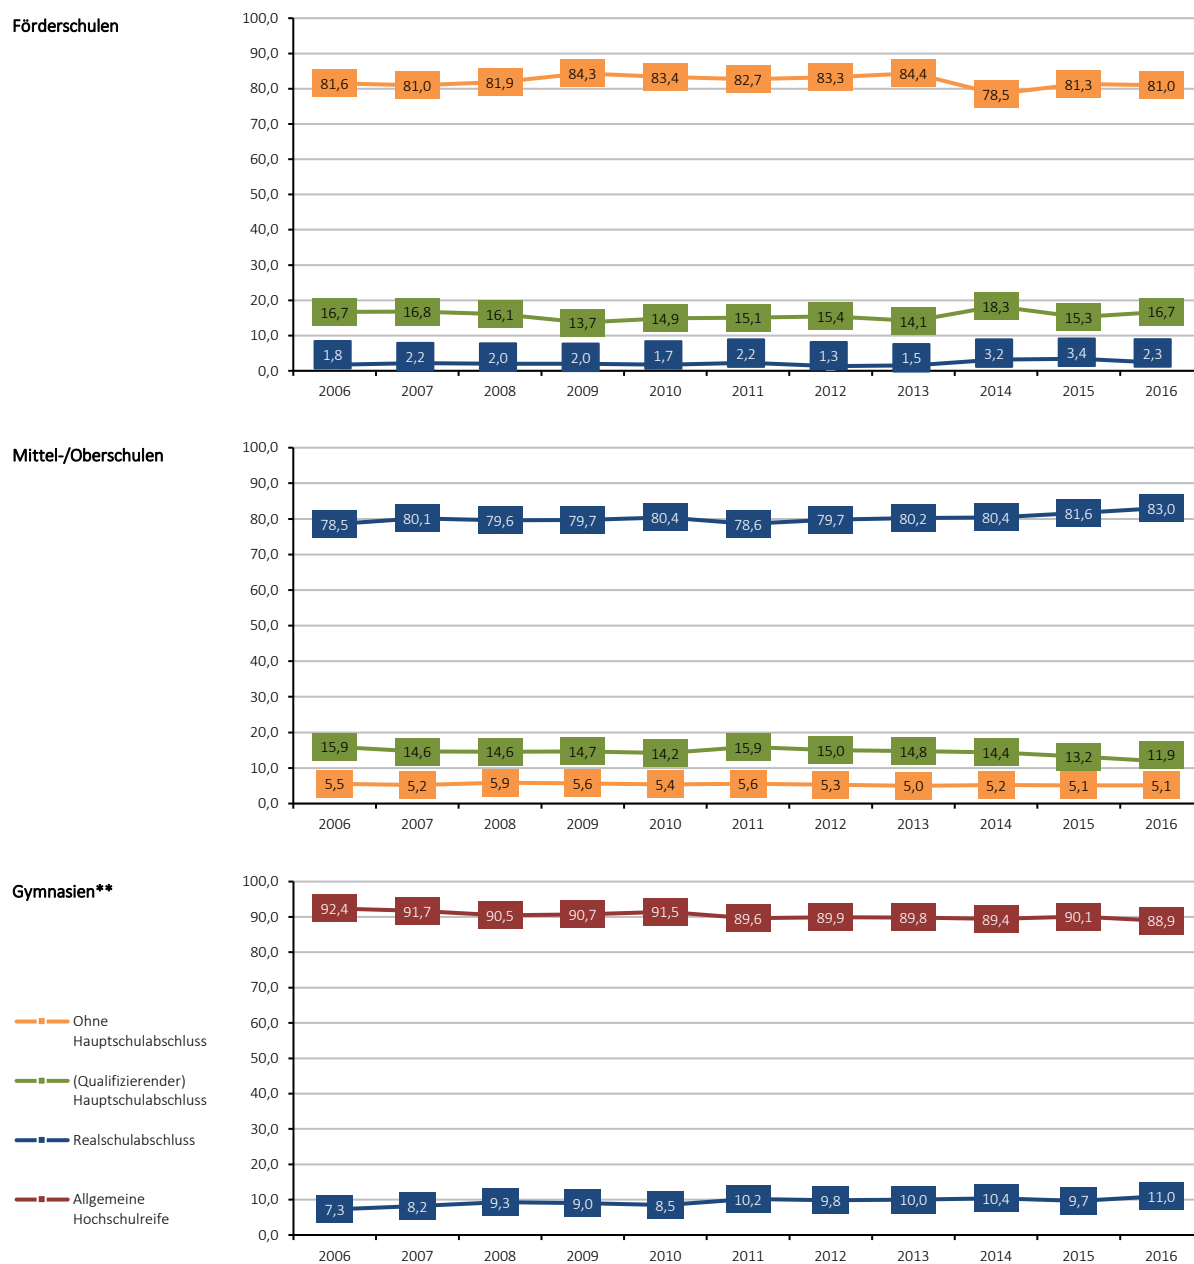 Förderschulen
100,0
90,0
80,0
70,0
60,0
50,0
40,0
30,0
20,0
10,0
0,0
81,6 81,0 81,9 84,3 83,4 82,7 83,3 84,4 78,5 81,3 81,0
16,7 16,8 16,1 13,7 14,9 15,1 15,4 14,1 18,3 15,3 16,7
1,8 2,2 2,0 2,0 1,7 2,2 1,3 1,5 3,2 3,4 2,3
2006 2007 2008 2009 2010 2011 2012 2013 2014 2015 2016
Mittel-/Oberschulen
100,0
90,0
80,0
70,0
60,0
50,0
40,0
30,0
20,0
10,0
0,0
78,5 80,1 79,6 79,7 80,4 78,6 79,7 80,2 80,4 81,6 83,0
15,9 14,6 14,6 14,7 14,2 15,9 15,0 14,8 14,4 13,2 11,9
5,5 5,2 5,9 5,6 5,4 5,6 5,3 5,0 5,2 5,1 5,1
2006 2007 2008 2009 2010 2011 2012 2013 2014 2015 2016
Gymnasien**
100,0
90,0
80,0
70,0
60,0
50,0
40,0
30,0
20,0
10,0
0,0
92,4 91,7 90,5 90,7 91,5 89,6 89,9 89,8 89,4 90,1 88,9
7,3 8,2 9,3 9,0 8,5 10,2 9,8 10,0 10,4 9,7 11,0
2006 2007 2008 2009 2010 2011 2012 2013 2014 2015 2016
Ohne
Hauptschulabschluss
(Qualifizierender)
Hauptschulabschluss
Realschulabschluss
Allgemeine
Hochschulreife